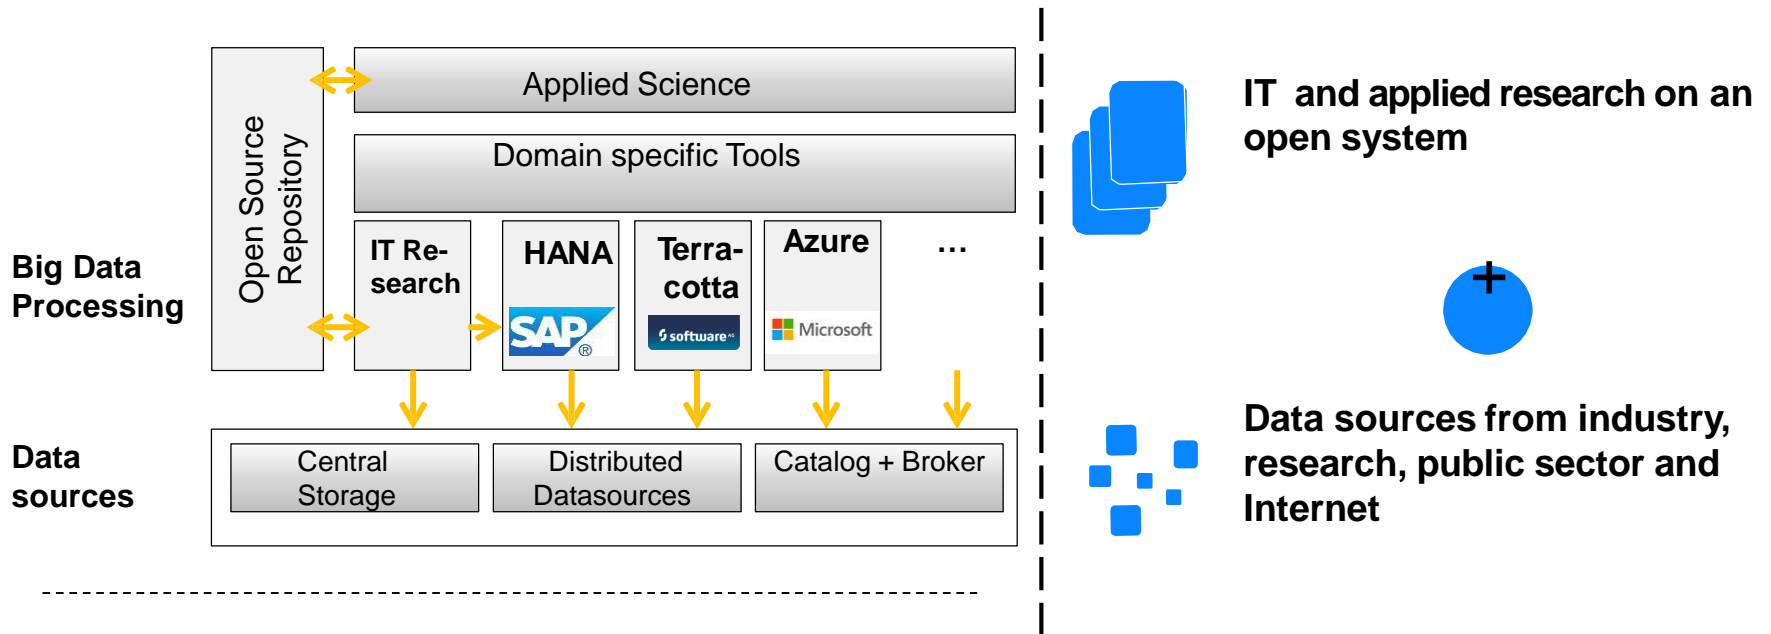 Applied Science
Domain specific Tools
Open Source
Repository
IT Re-
search
HANA
SAP
®
Terra-
cotta
software AG
Azure
Microsoft
...
Big Data
Processing
Data
sources
Central
Storage
Distributed
Datasources
Catalog + Broker
IT and applied research on an
open system
+
Data sources from industry,
research, public sector and
Internet